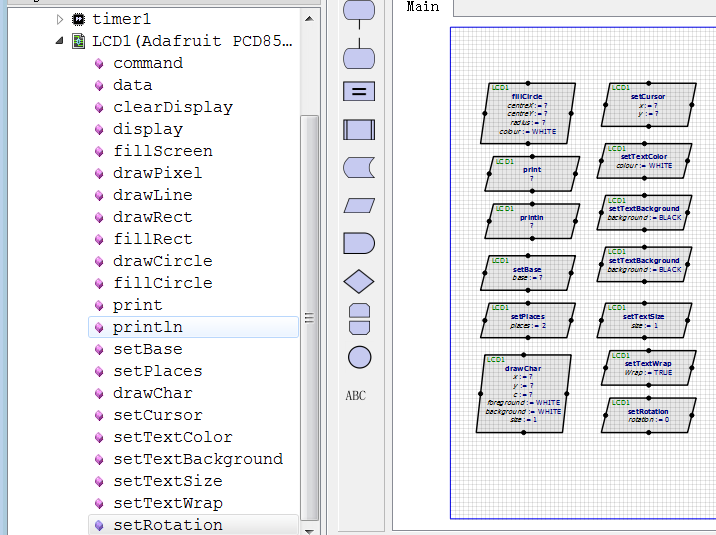 timer1
LCD1(Adafruit PCD85...
command
data
clearDisplay
display
fillScreen
drawPixel
drawLine
drawRect
fillRect
drawCircle
fillCircle
print
println
setBase
setPlaces
drawChar
setCursor
setTextColor
setTextBackground
setTextSize
setTextWrap
setRotation
ABC
Main
LCD1
fillCircle
centreX := ?
centreY := ?
radius := ?
colour := WHITE
LCD1
print
?
LCD1
println
?
LCD1
setBase
base := ?
LCD1
setPlaces
places := 2
LCD1
drawChar
x := ?
y := ?
c := ?
foreground := WHITE
background := WHITE
size := 1
LCD1
setCursor
x := ?
y := ?
LCD1
setTextColor
colour := WHITE
LCD1
setTextBackground
background := BLACK
LCD1
setTextBackground
background := BLACK
LCD1
setTextSize
size := 1
LCD1
setTextWrap
Wrap := TRUE
LCD1
setRotation
rotation := 0